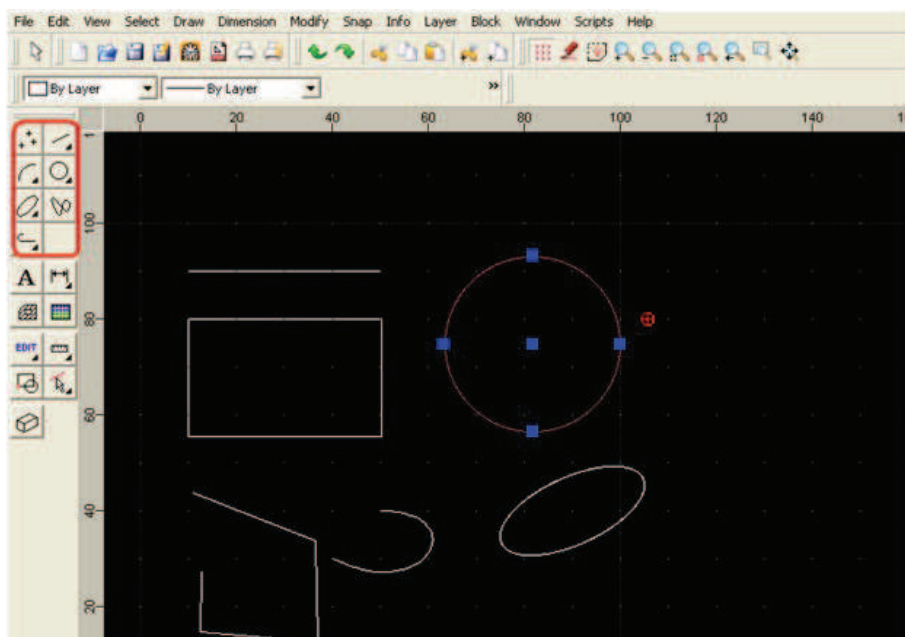 File Edit View Select Draw Dimension Modify Snap Info Layer Block Window Scripts Help
By Layer By Layer »
0 20 40 60 80 100 120 140
100
A
80
EDIT
60
40
20